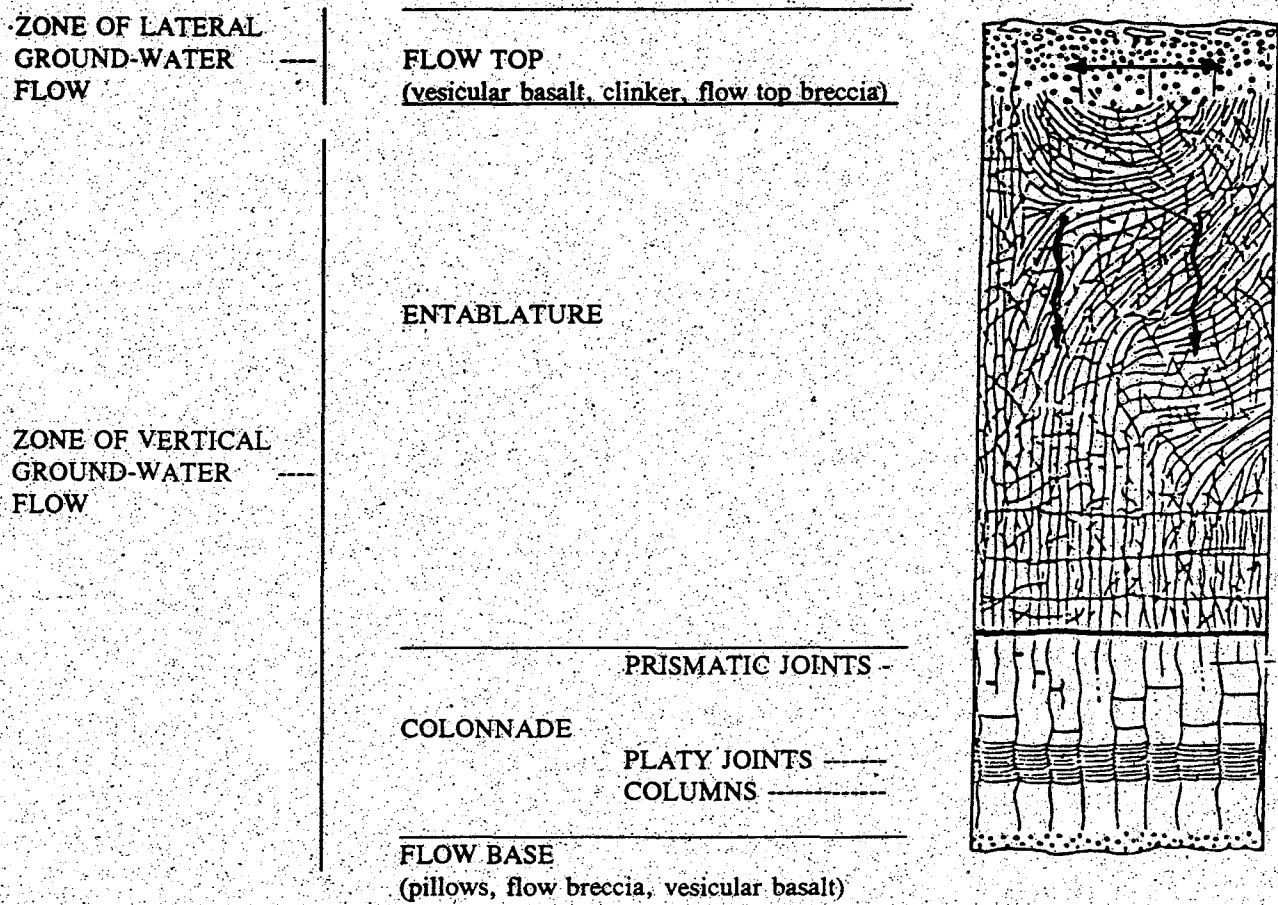 ZONE OF LATERAL
GROUND-WATER ----
FLOW
FLOW TOP
(vesicular basalt, clinker, flow top breccia)
ENTABLATURE
ZONE OF VERTICAL
GROUND-WATER ----
FLOW
PRISMATIC JOINTS -
COLONNADE
PLATY JOINTS ------
COLUMNS ------------
FLOW BASE
(pillows, flow breccia, vesicular basalt)